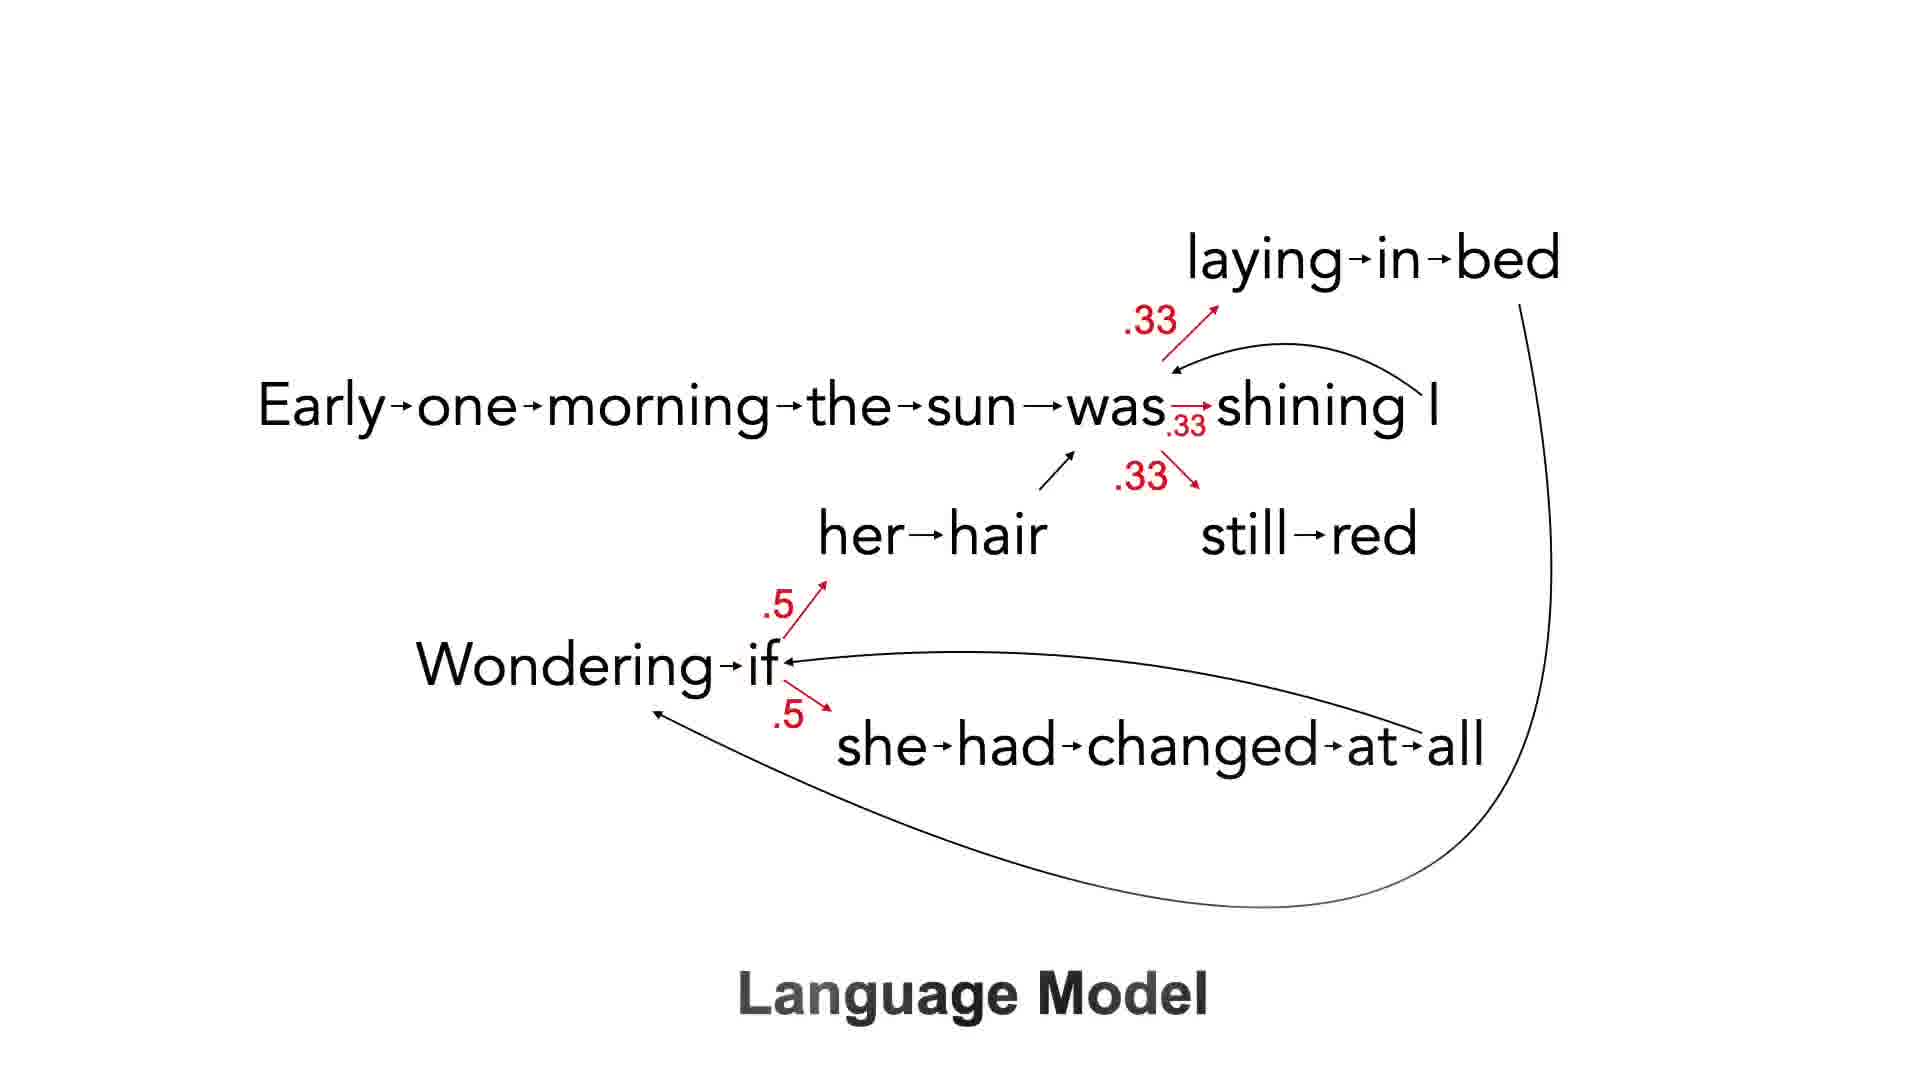 laying→in→bed
.33
Early→one→morning→the→sun→was→shining I
.33
.33
her→hair
still→red
.5
Wondering→if
.5
she→had→changed→at→all
Language Model